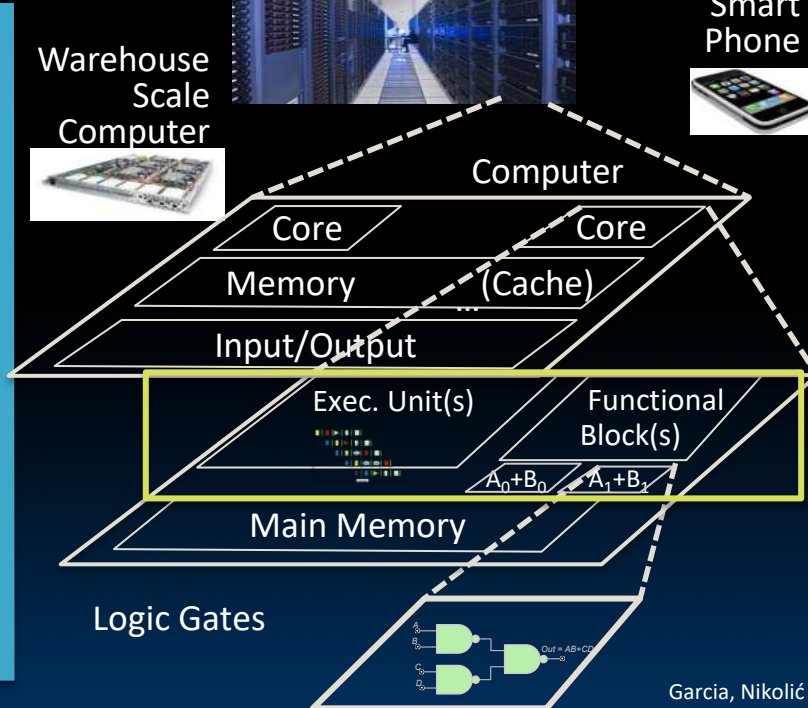 Smart
Phone
Warehouse
Scale
Computer
Computer
Core Core
Memory (Cache)
...
Input/Output
Exec. Unit(s) Functional
Block(s)
A₀+B₀ A₁+B₁
Main Memory
Logic Gates
A
B
Out = AB+CD
C
D
Garcia, Nikolić